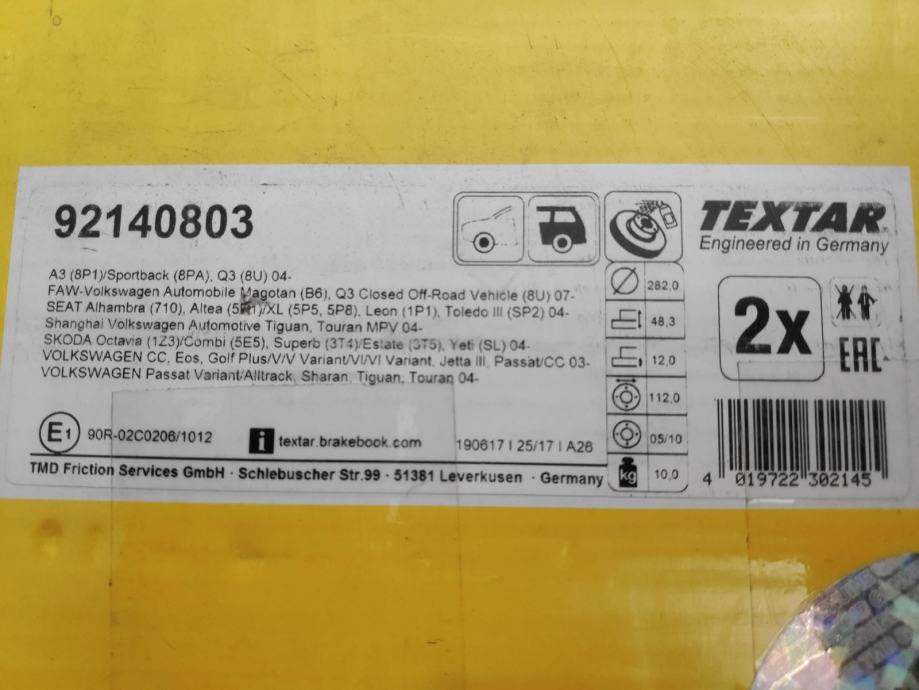 92140803
A3 (8P1)/Sportback (8PA), Q3 (8U) 04-
FAW-Volkswagen Automobile Magotan (B6), Q3 Closed Off-Road Vehicle (8U) 07-
SEAT Alhambra (710), Altea /XL (5P5, 5P8), Leon (1P1), Toledo III (5P2) 04-
Shanghai Volkswagen Automotive Tiguan, Touran MPV 04-
SKODA Octavia (1Z3)/Combi (5E5), Superb (3T4)/Estate (3T5), Yeti (5L) 04-
VOLKSWAGEN CC, Eos, Golf Plus/V/V Variant/VI/VI Variant, Jetta III, Passat/CC 03-
VOLKSWAGEN Passat Variant/Alltrack, Sharan, Tiguan, Touran 04-
E1 90R-02C0206/1012
i textar.brakebook.com
190617 I 25/17 I A26
TMD Friction Services GmbH · Schlebuscher Str.99 · 51381 Leverkusen · Germany
282,0
48,3
12,0
112,0
05/10
kg 10,0
TEXTAR
Engineered in Germany
2x
EAC
4 019722 302145